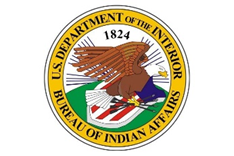 U.S. DEPARTMENT OF THE INTERIOR
1824
BUREAU OF INDIAN AFFAIRS